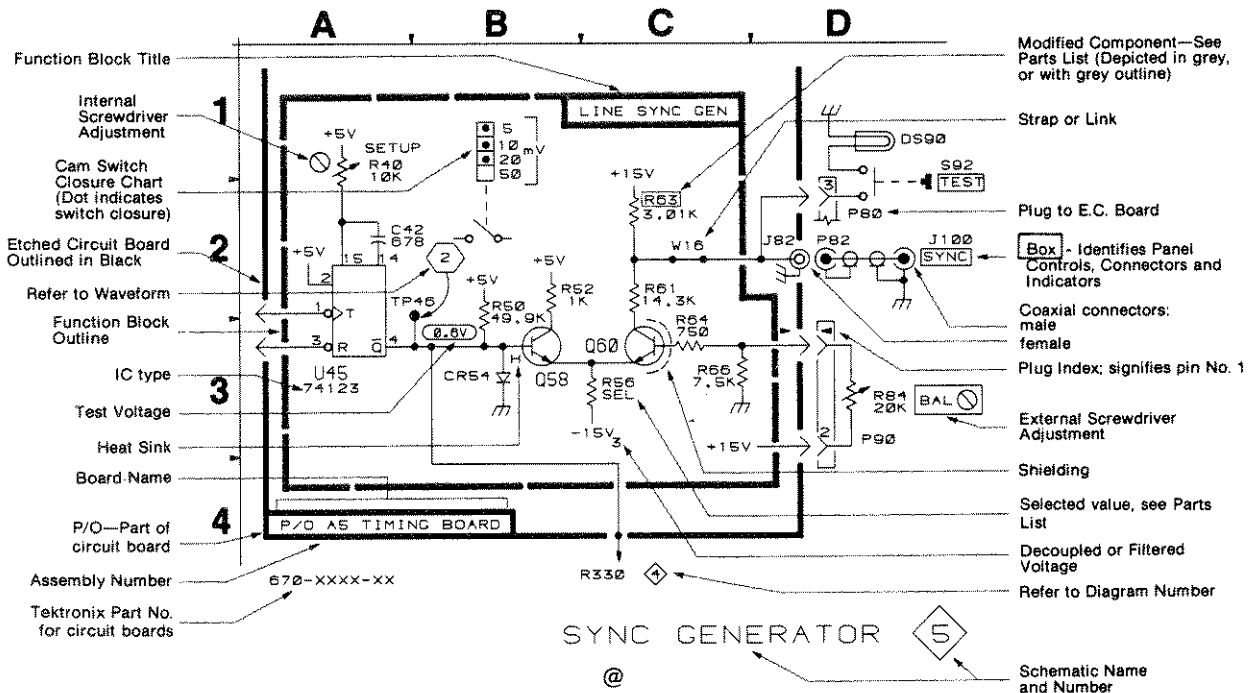 A
B
C
D
1
2
3
4
Function Block Title
Internal
Screwdriver
Adjustment
Cam Switch
Closure Chart
(Dot indicates
switch closure)
Etched Circuit Board
Outlined in Black
Refer to Waveform
Function Block
Outline
IC type
Test Voltage
Heat Sink
Board Name
P/O—Part of
circuit board
Assembly Number
Tektronix Part No.
for circuit boards
LINE SYNC GEN
+5V
SETUP
R40
10K
5
10
20
50
mV
C42
678
+5V
15
14
2
1
T
3
R
Q
4
U45
74123
2
TP46
0.6V
+5V
R50
49.9K
+5V
R52
1K
H
CR54
Q58
Q60
R56
SEL
-15V
3
+15V
R63
3.01K
W16
R61
14.3K
R64
750
R66
7.5K
+15V
DS90
S92
TEST
3
P80
J82
P82
J100
SYNC
1
R84
20K
BAL
2
P90
P/O A5 TIMING BOARD
670-XXXX-XX
R330
4
SYNC GENERATOR
5
@
Modified Component—See
Parts List (Depicted in grey,
or with grey outline)
Strap or Link
Plug to E.C. Board
Box - Identifies Panel
Controls, Connectors and
Indicators
Coaxial connectors:
male
female
Plug Index; signifies pin No. 1
External Screwdriver
Adjustment
Shielding
Selected value, see Parts
List
Decoupled or Filtered
Voltage
Refer to Diagram Number
Schematic Name
and Number